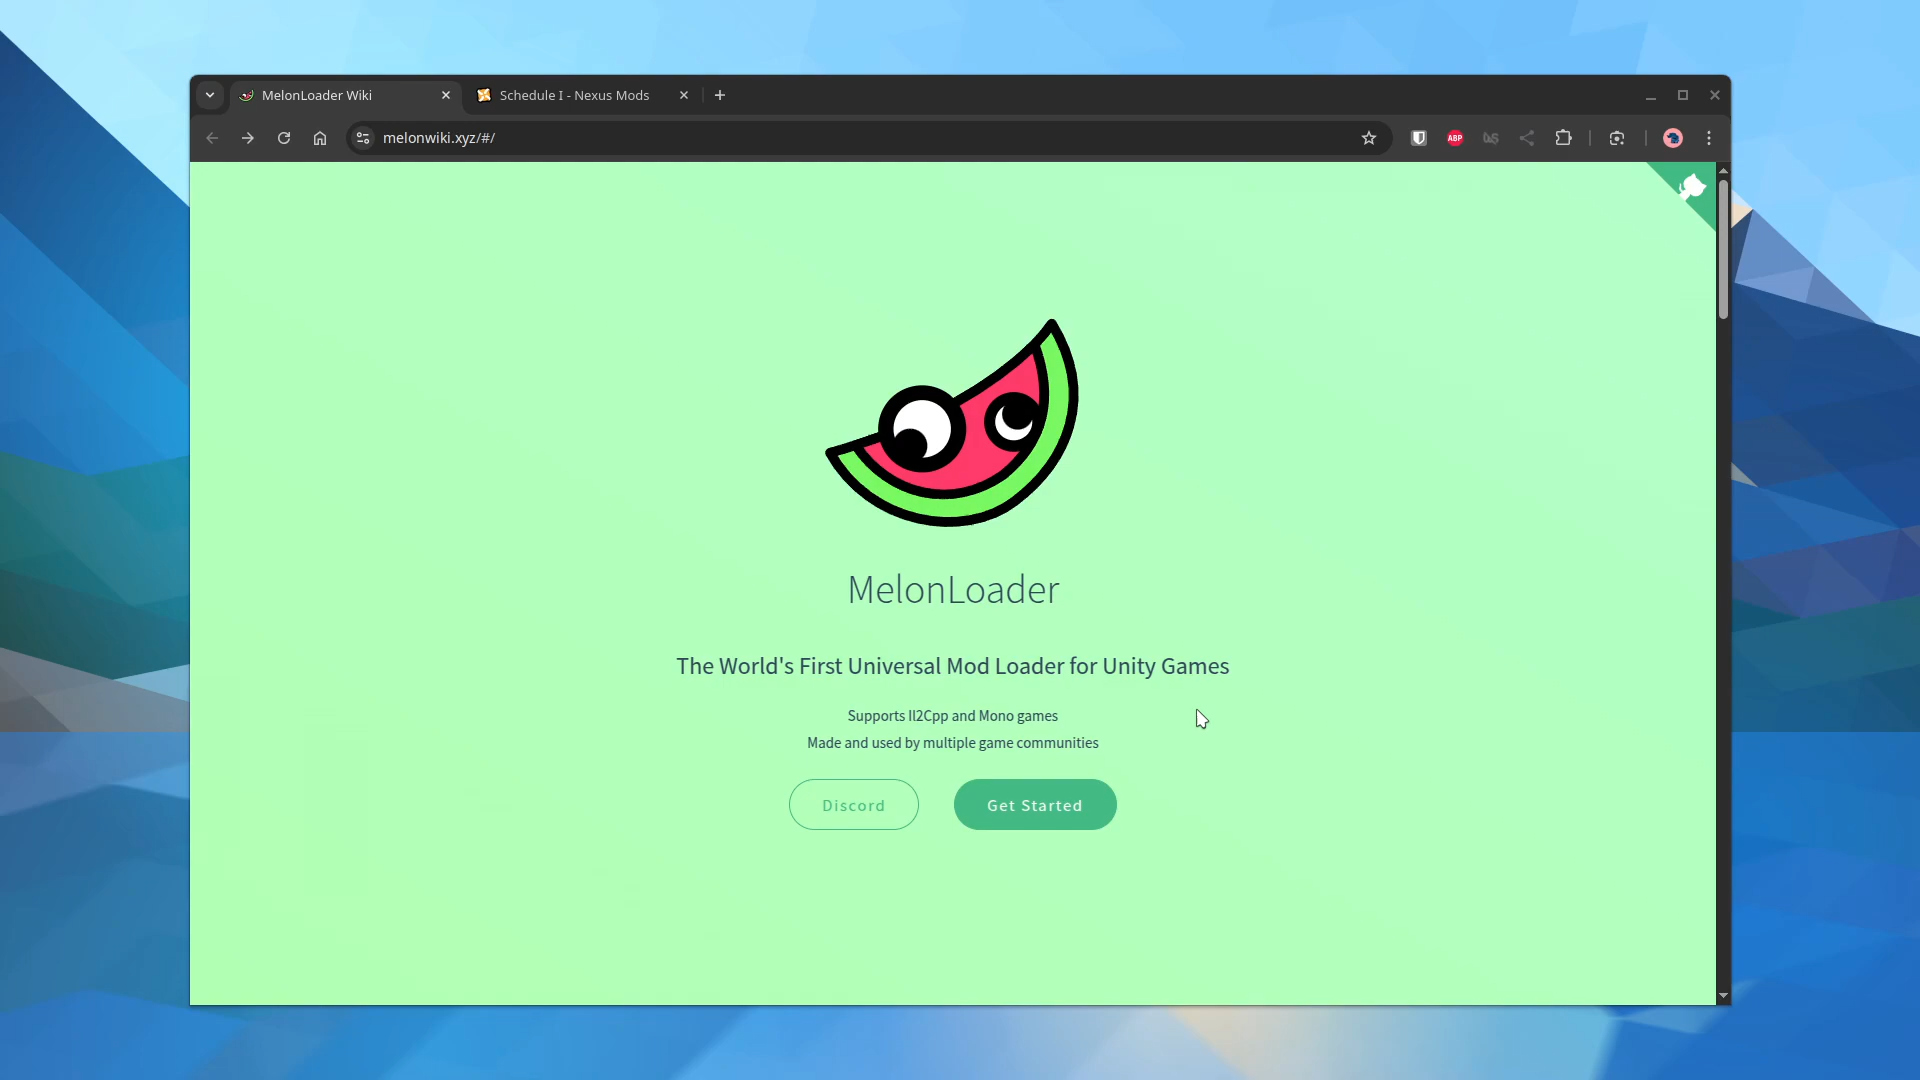 MelonLoader Wiki
Schedule I - Nexus Mods
melonwiki.xyz/#/
ABP
MelonLoader
The World's First Universal Mod Loader for Unity Games
Supports Il2Cpp and Mono games
Made and used by multiple game communities
Discord
Get Started